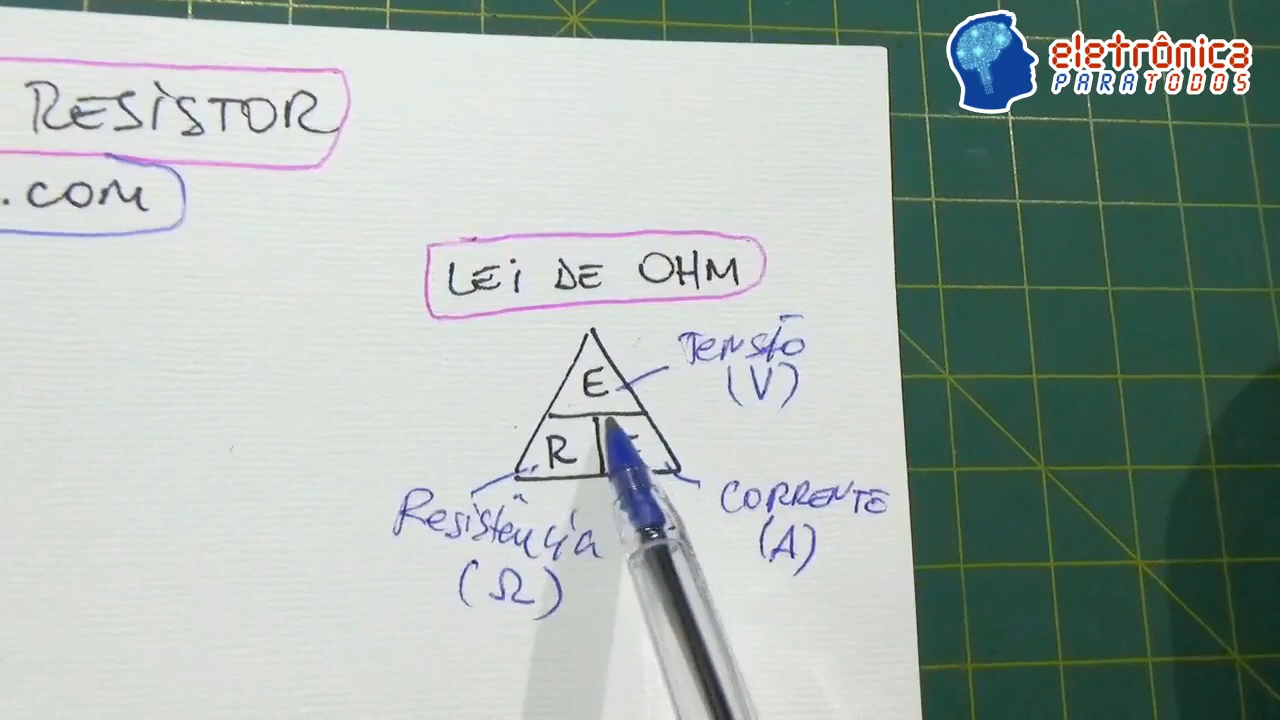 eletrônica
PARATODOS
RESISTOR
.COM
LEI DE OHM
TENSÃO
(V)
E
R
Resistência
(Ω)
CORRENTE
(A)